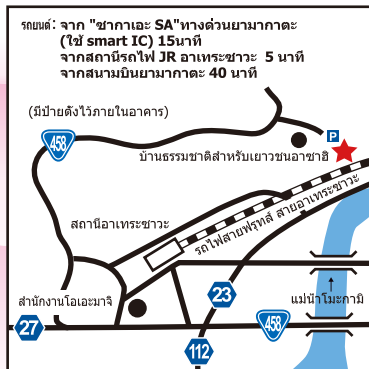 รถยนต์: จาก "ซากาเอะ SA"ทางด่วนยามากาตะ
(ใช้ smart IC) 15นาที
จากสถานีรถไฟ JR อาเทระซาวะ 5 นาที
จากสนามบินยามากาตะ 40 นาที
(มีป้ายตั้งไว้ภายในอาคาร)
458
P
บ้านธรรมชาติสำหรับเยาวชนอาซาฮิ
รถไฟสายฟรุทส์ สายอาเทระซาวะ
สถานีอาเทระซาวะ
สำนักงานโอเอะมาจิ
23
แม่น้ำโมะกามิ
27
458
112